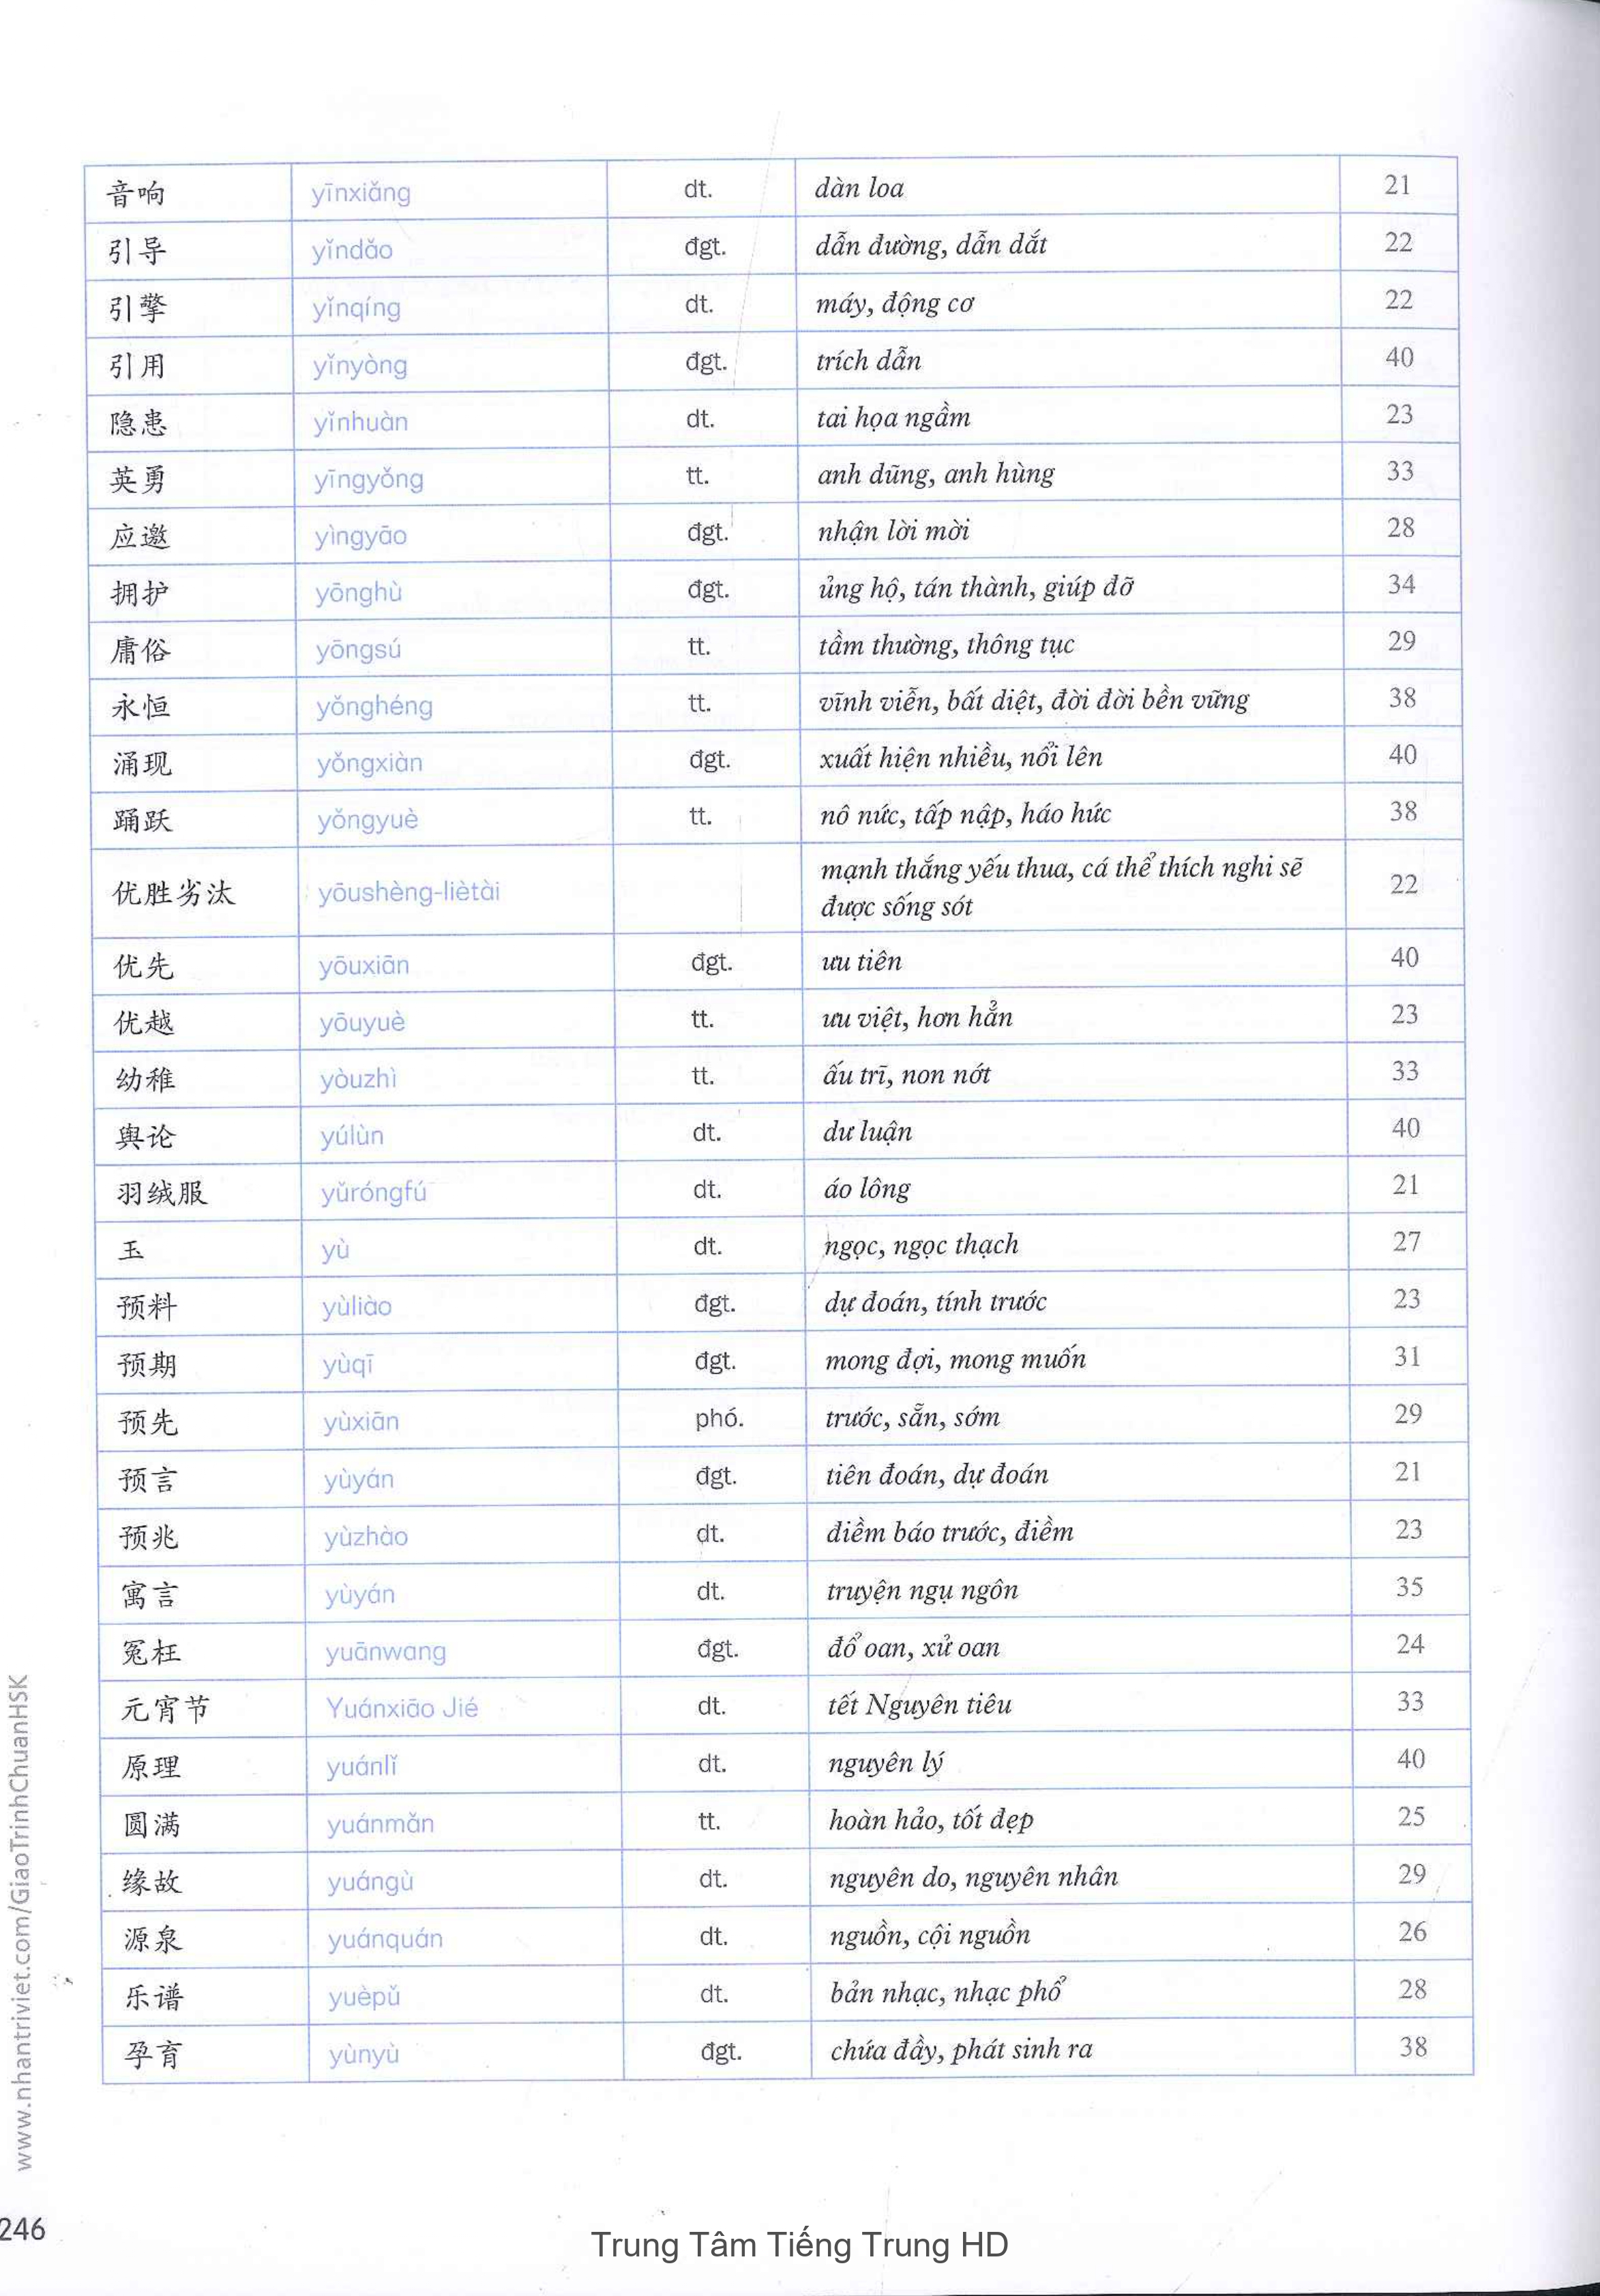 音响 yīnxiǎng dt. dàn loa 21
引导 yǐndǎo đgt. dẫn đường, dẫn dắt 22
引擎 yǐnqíng dt. máy, động cơ 22
引用 yǐnyòng đgt. trích dẫn 40
隐患 yǐnhuàn dt. tai họa ngầm 23
英勇 yīngyǒng tt. anh dũng, anh hùng 33
应邀 yìngyāo đgt. nhận lời mời 28
拥护 yōnghù đgt. ủng hộ, tán thành, giúp đỡ 34
庸俗 yōngsú tt. tầm thường, thông tục 29
永恒 yǒnghéng tt. vĩnh viễn, bất diệt, đời đời bền vững 38
涌现 yǒngxiàn đgt. xuất hiện nhiều, nổi lên 40
踊跃 yǒngyuè tt. nô nức, tấp nập, háo hức 38
优胜劣汰 yōushèng-liètài mạnh thắng yếu thua, cá thể thích nghi sẽ 22
được sống sót
优先 yōuxiān đgt. ưu tiên 40
优越 yōuyuè tt. ưu việt, hơn hẳn 23
幼稚 yòuzhì tt. ấu trĩ, non nớt 33
舆论 yúlùn dt. dư luận 40
羽绒服 yǔróngfú dt. áo lông 21
玉 yù dt. ngọc, ngọc thạch 27
预料 yùliào đgt. dự đoán, tính trước 23
预期 yùqī đgt. mong đợi, mong muốn 31
预先 yùxiān phó. trước, sẵn, sớm 29
预言 yùyán đgt. tiên đoán, dự đoán 21
预兆 yùzhào dt. điềm báo trước, điềm 23
寓言 yùyán dt. truyện ngụ ngôn 35
冤枉 yuānwang đgt. đổ oan, xử oan 24
元宵节 Yuánxiāo Jié dt. tết Nguyên tiêu 33
原理 yuánlǐ dt. nguyên lý 40
圆满 yuánmǎn tt. hoàn hảo, tốt đẹp 25
缘故 yuángù dt. nguyên do, nguyên nhân 29
源泉 yuánquán dt. nguồn, cội nguồn 26
乐谱 yuèpǔ dt. bản nhạc, nhạc phổ 28
孕育 yùnyù đgt. chứa đầy, phát sinh ra 38
www.nhantriviet.com/GiaoTrinhChuanHSK
246
Trung Tâm Tiếng Trung HD